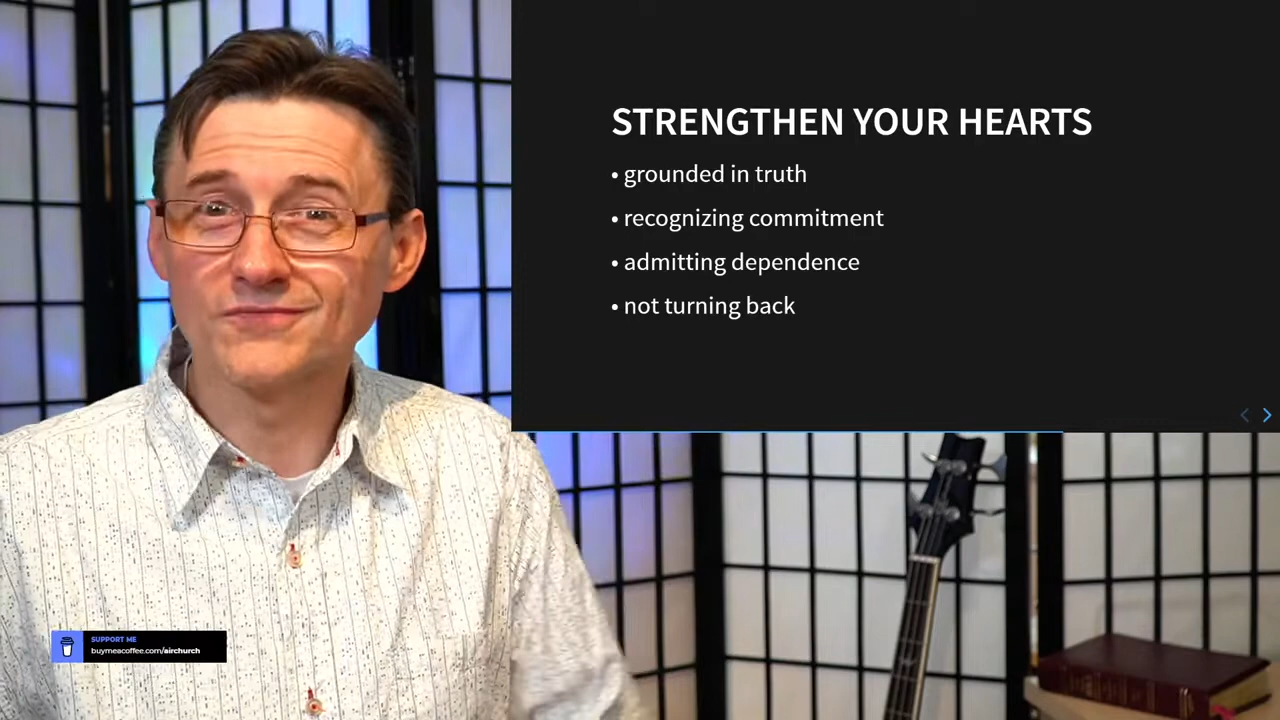 STRENGTHEN YOUR HEARTS
• grounded in truth
• recognizing commitment
• admitting dependence
• not turning back
SUPPORT ME
buymeacoffee.com/airchurch